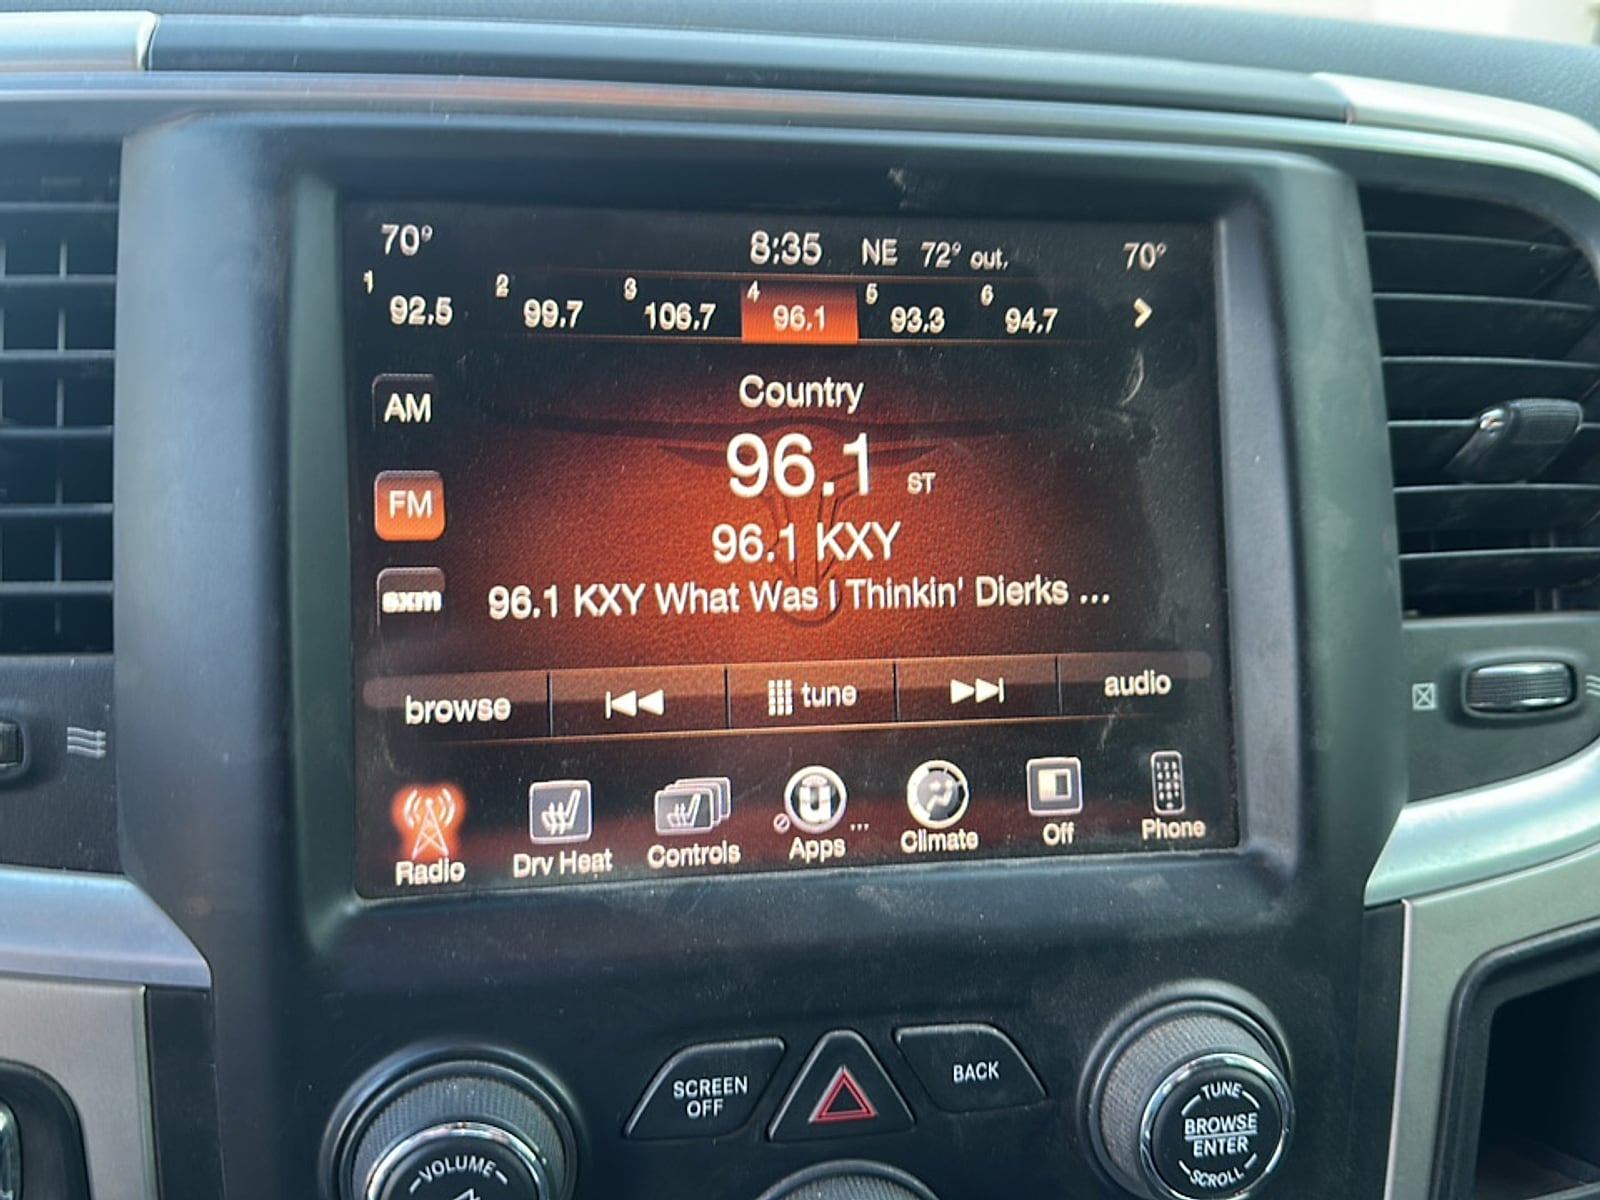 70° 8:35 NE 72° out. 70°
1 92.5 2 99.7 3 106.7 4 96.1 5 93.3 6 94.7
Country
AM
96.1 ST
FM
96.1 KXY
sxm
96.1 KXY What Was I Thinkin' Dierks ...
browse tune audio
Radio Drv Heat Controls Apps ... Climate Off Phone
SCREEN OFF
BACK
VOLUME
TUNE
BROWSE
ENTER
SCROLL